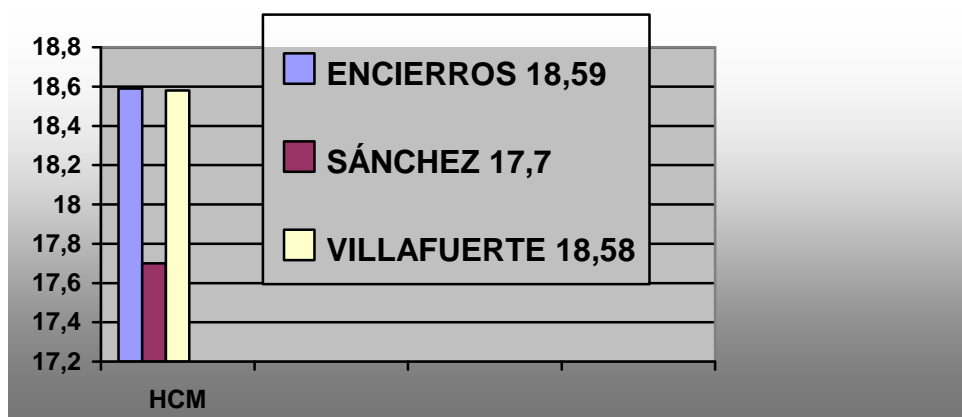 18,8
18,6
18,4
18,2
18
17,8
17,6
17,4
17,2
HCM
ENCIERROS 18,59
SÁNCHEZ 17,7
VILLAFUERTE 18,58